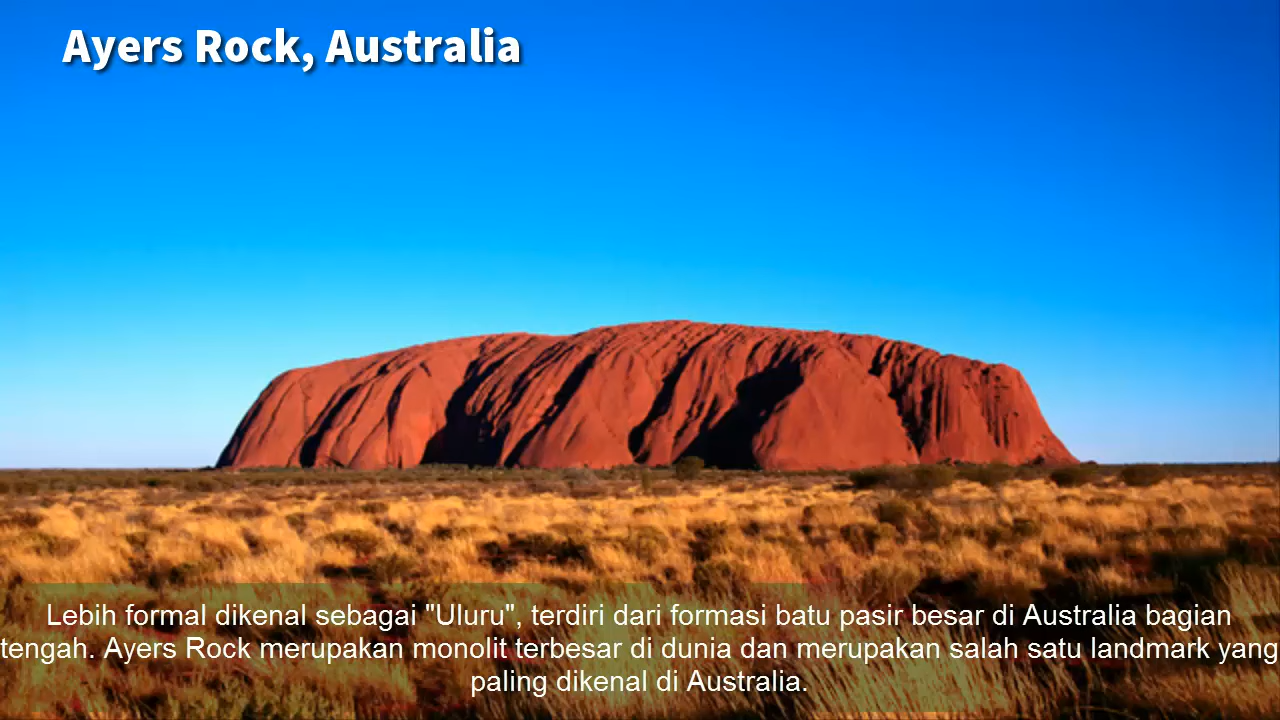 Ayers Rock, Australia
Lebih formal dikenal sebagai "Uluru", terdiri dari formasi batu pasir besar di Australia bagian
tengah. Ayers Rock merupakan monolit terbesar di dunia dan merupakan salah satu landmark yang
paling dikenal di Australia.